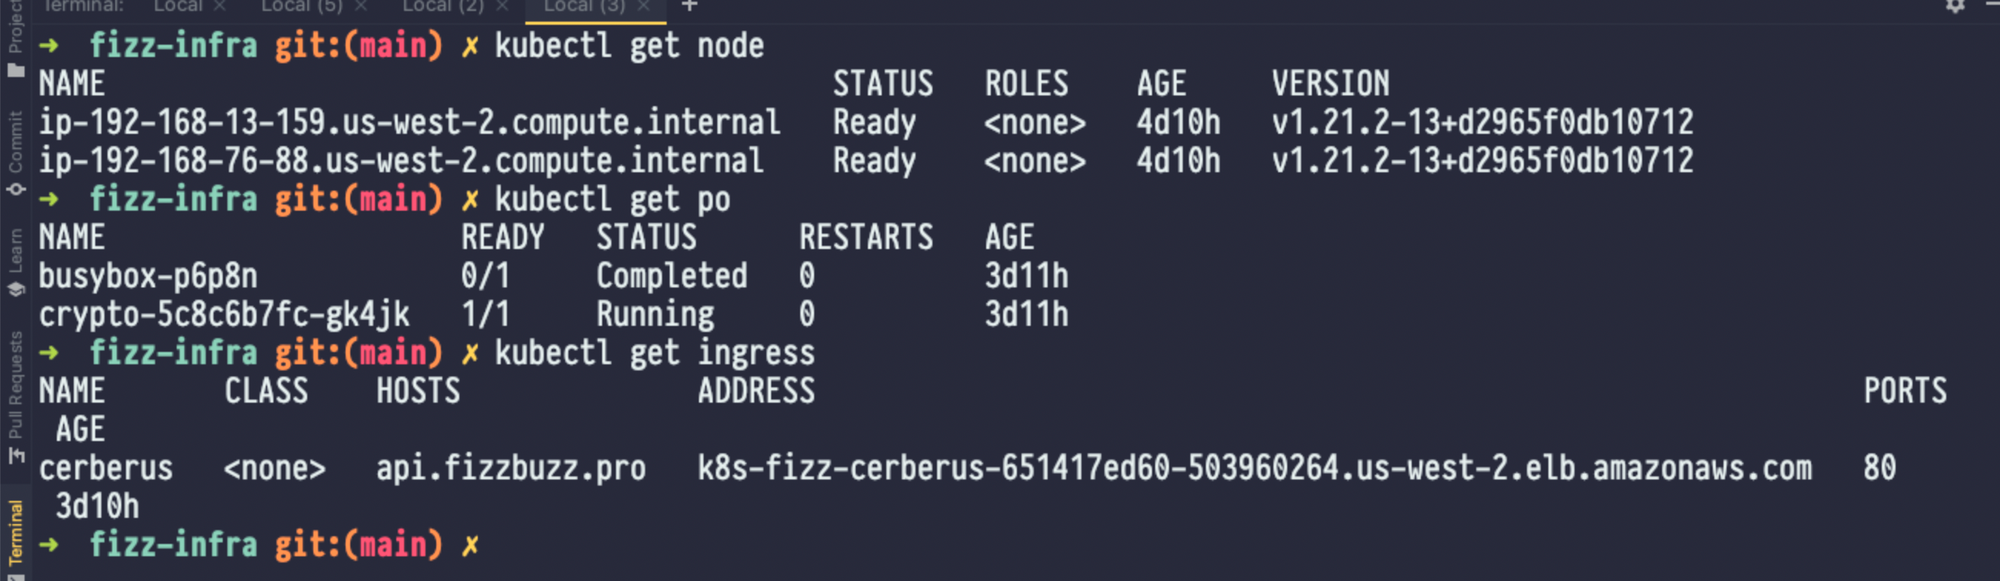 Terminal: Local × Local (5) × Local (2) × Local (3) × +
➜ fizz-infra git:(main) ✗ kubectl get node
NAME STATUS ROLES AGE VERSION
ip-192-168-13-159.us-west-2.compute.internal Ready <none> 4d10h v1.21.2-13+d2965f0db10712
ip-192-168-76-88.us-west-2.compute.internal Ready <none> 4d10h v1.21.2-13+d2965f0db10712
➜ fizz-infra git:(main) ✗ kubectl get po
NAME READY STATUS RESTARTS AGE
busybox-p6p8n 0/1 Completed 0 3d11h
crypto-5c8c6b7fc-gk4jk 1/1 Running 0 3d11h
➜ fizz-infra git:(main) ✗ kubectl get ingress
NAME CLASS HOSTS ADDRESS PORTS
AGE
cerberus <none> api.fizzbuzz.pro k8s-fizz-cerberus-651417ed60-503960264.us-west-2.elb.amazonaws.com 80
3d10h
➜ fizz-infra git:(main) ✗
Project
Commit
Learn
Pull Requests
Terminal